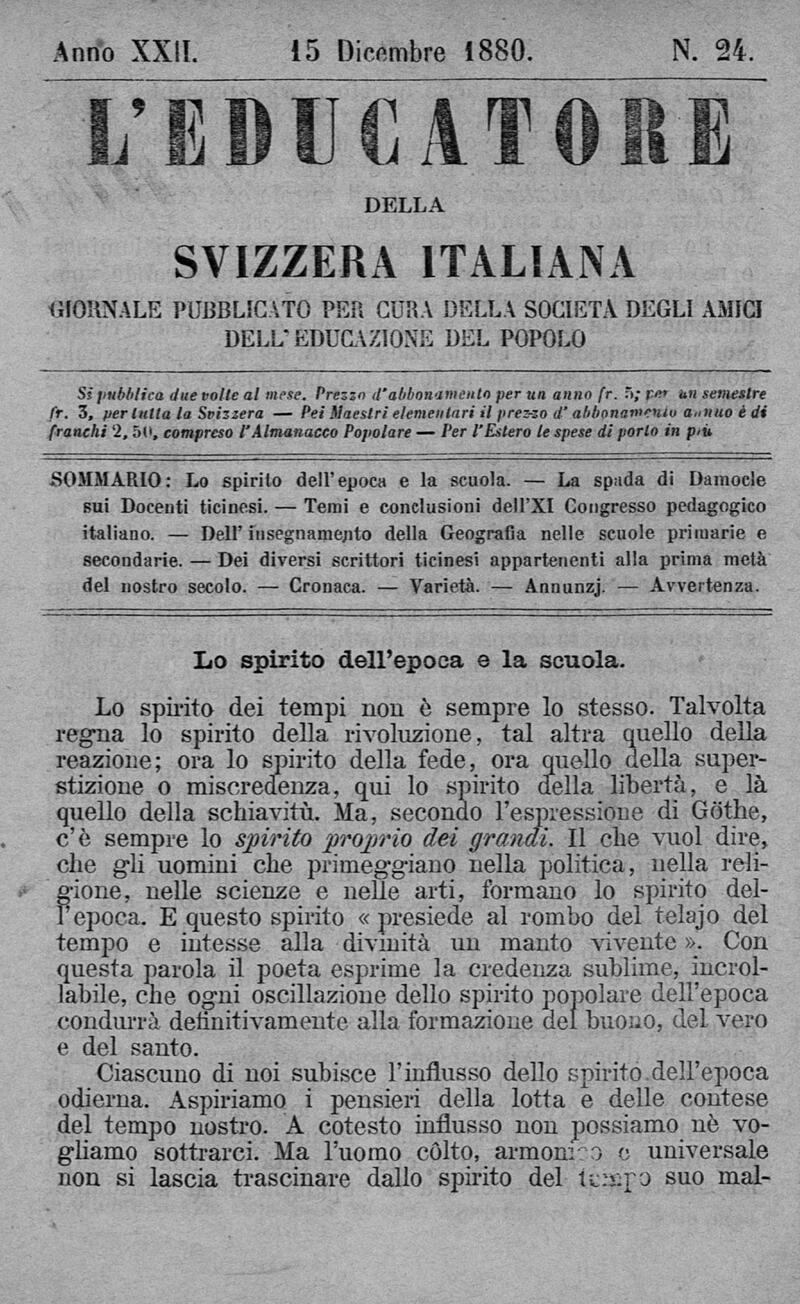 Anno XXII. 15 Dicembre 1880. N. 24.
L'EDUCATORE
DELLA
SVIZZERA ITALIANA
GIORNALE PUBBLICATO PER CURA DELLA SOCIETÀ DEGLI AMICI
DELL'EDUCAZIONE DEL POPOLO
Si pubblica due volte al mese. Prezzo d'abbonamento per un anno fr. 5; per un semestre
fr. 3, per tutta la Svizzera — Pei Maestri elementari il prezzo d'abbonamento annuo è di
franchi 2,50, compreso l'Almanacco Popolare — Per l'Estero le spese di porto in più
SOMMARIO: Lo spirito dell'epoca e la scuola. — La spada di Damocle
sui Docenti ticinesi. — Temi e conclusioni dell'XI Congresso pedagogico
italiano. — Dell'insegnamento della Geografia nelle scuole primarie e
secondarie. — Dei diversi scrittori ticinesi appartenenti alla prima metà
del nostro secolo. — Cronaca. — Varietà. — Annunzj. — Avvertenza.
Lo spirito dell'epoca e la scuola.
Lo spirito dei tempi non è sempre lo stesso. Talvolta
regna lo spirito della rivoluzione, tal altra quello della
reazione; ora lo spirito della fede, ora quello della super-
stizione o miscredenza, qui lo spirito della libertà, e là
quello della schiavitù. Ma, secondo l'espressione di Göthe,
c'è sempre lo spirito proprio dei grandi. Il che vuol dire,
che gli uomini che primeggiano nella politica, nella reli-
gione, nelle scienze e nelle arti, formano lo spirito del-
l'epoca. E questo spirito « presiede al rombo del telajo del
tempo e intesse alla divinità un manto vivente ». Con
questa parola il poeta esprime la credenza sublime, incrol-
labile, che ogni oscillazione dello spirito popolare dell'epoca
condurrà definitivamente alla formazione del buono, del vero
e del santo.
Ciascuno di noi subisce l'influsso dello spirito dell'epoca
odierna. Aspiriamo i pensieri della lotta e delle contese
del tempo nostro. A cotesto influsso non possiamo nè vo-
gliamo sottrarci. Ma l'uomo côlto, armonico e universale
non si lascia trascinare dallo spirito del tempo suo mal-